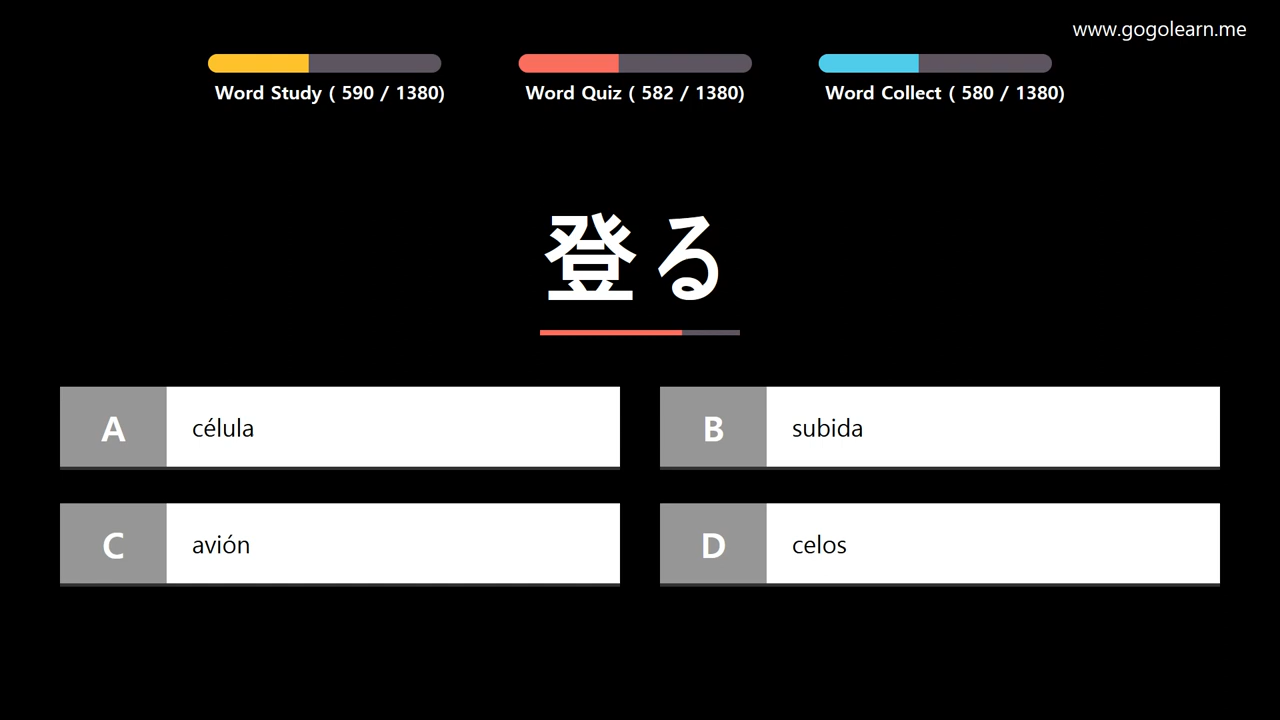 www.gogolearn.me
Word Study ( 590 / 1380)
Word Quiz ( 582 / 1380)
Word Collect ( 580 / 1380)
登る
A célula
B subida
C avión
D celos